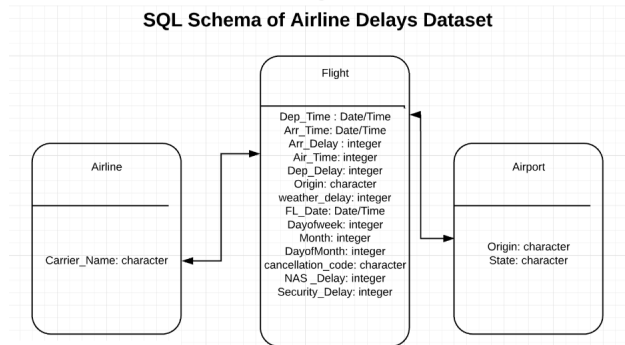 SQL Schema of Airline Delays Dataset
Airline
Carrier_Name: character
Flight
Dep_Time : Date/Time
Arr_Time: Date/Time
Arr_Delay : integer
Air_Time: integer
Dep_Delay: integer
Origin: character
weather_delay: integer
FL_Date: Date/Time
Dayofweek: integer
Month: integer
DayofMonth: integer
cancellation_code: character
NAS _Delay: integer
Security_Delay: integer
Airport
Origin: character
State: character